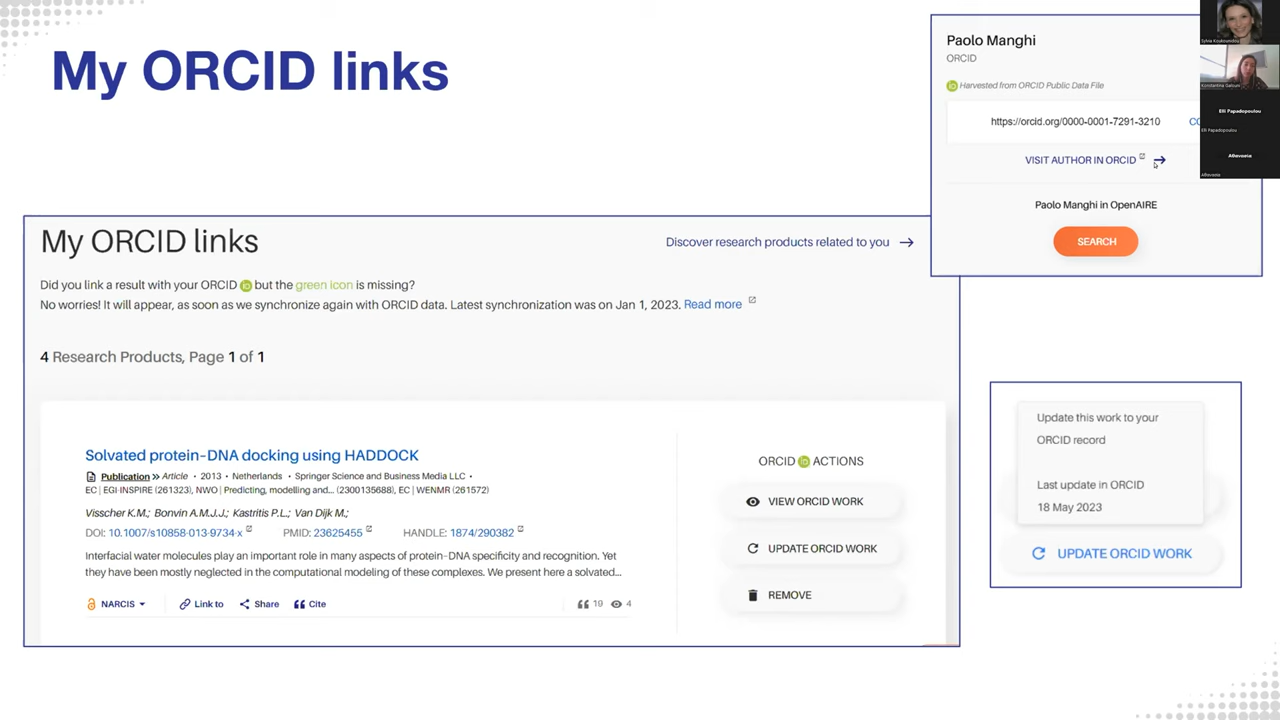 My ORCID links
Paolo Manghi
ORCID
iD Harvested from ORCID Public Data File
https://orcid.org/0000-0001-7291-3210
VISIT AUTHOR IN ORCID
Paolo Manghi in OpenAIRE
SEARCH
Elli Papadopoulou
Elli Papadopoulou
My ORCID links
Discover research products related to you
Did you link a result with your ORCID iD but the green icon is missing?
No worries! It will appear, as soon as we synchronize again with ORCID data. Latest synchronization was on Jan 1, 2023. Read more
4 Research Products, Page 1 of 1
Solvated protein–DNA docking using HADDOCK
Publication » Article • 2013 • Netherlands • Springer Science and Business Media LLC •
EC | EGI-INSPIRE (261323), NWO | Predicting, modelling and... (2300135688), EC | WENMR (261572)
Visscher K.M.; Bonvin A.M.J.J.; Kastritis P.L.; Van Dijk M.;
DOI: 10.1007/s10858-013-9734-x PMID: 23625455 HANDLE: 1874/290382
Interfacial water molecules play an important role in many aspects of protein–DNA specificity and recognition. Yet
they have been mostly neglected in the computational modeling of these complexes. We present here a solvated...
NARCIS Link to Share Cite 19 4
ORCID iD ACTIONS
VIEW ORCID WORK
UPDATE ORCID WORK
REMOVE
Update this work to your
ORCID record
Last update in ORCID
18 May 2023
UPDATE ORCID WORK